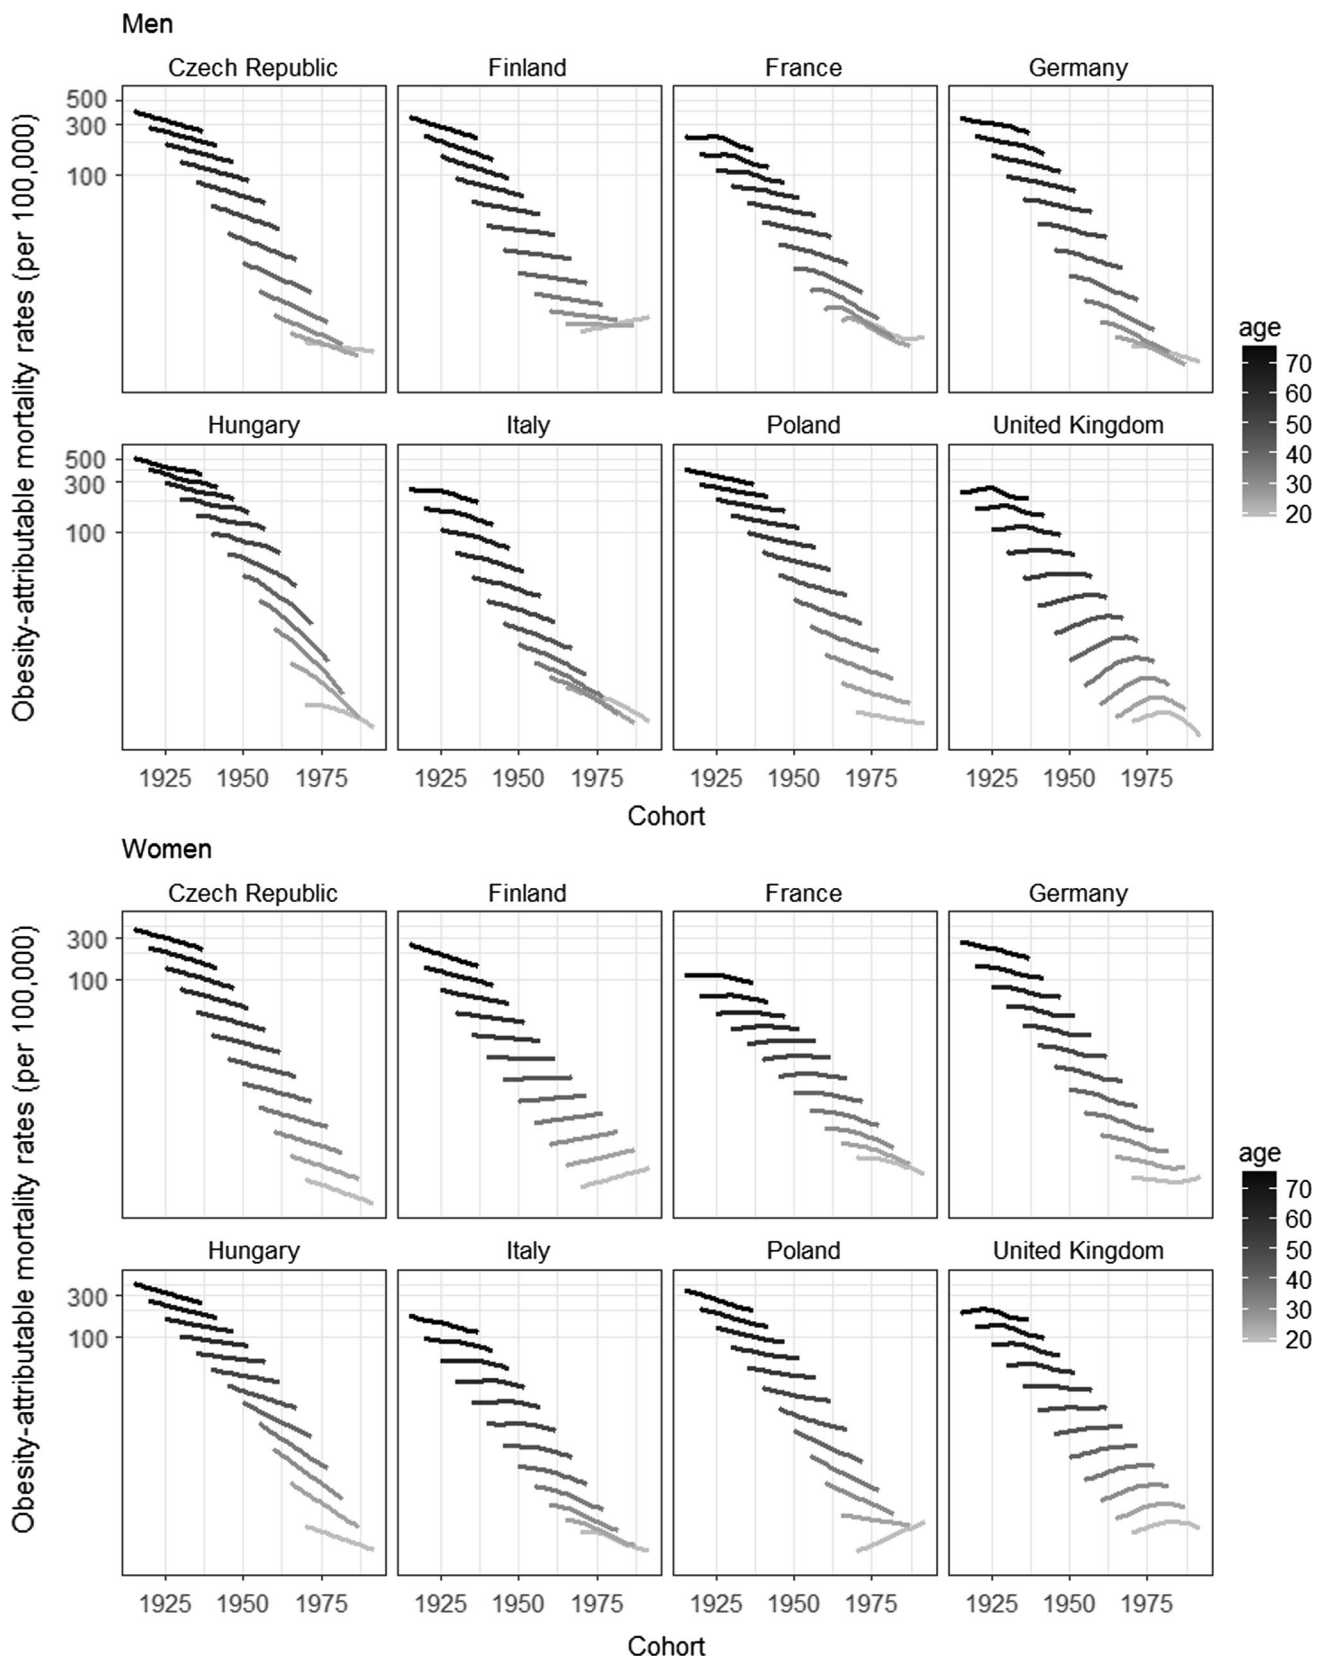 Men
Czech Republic
Finland
France
Germany
500
300
100
Hungary
Italy
Poland
United Kingdom
500
300
100
1925 1950 1975
1925 1950 1975
1925 1950 1975
1925 1950 1975
Cohort
Obesity-attributable mortality rates (per 100,000)
age
70
60
50
40
30
20
Women
Czech Republic
Finland
France
Germany
300
100
Hungary
Italy
Poland
United Kingdom
300
100
1925 1950 1975
1925 1950 1975
1925 1950 1975
1925 1950 1975
Cohort
Obesity-attributable mortality rates (per 100,000)
age
70
60
50
40
30
20